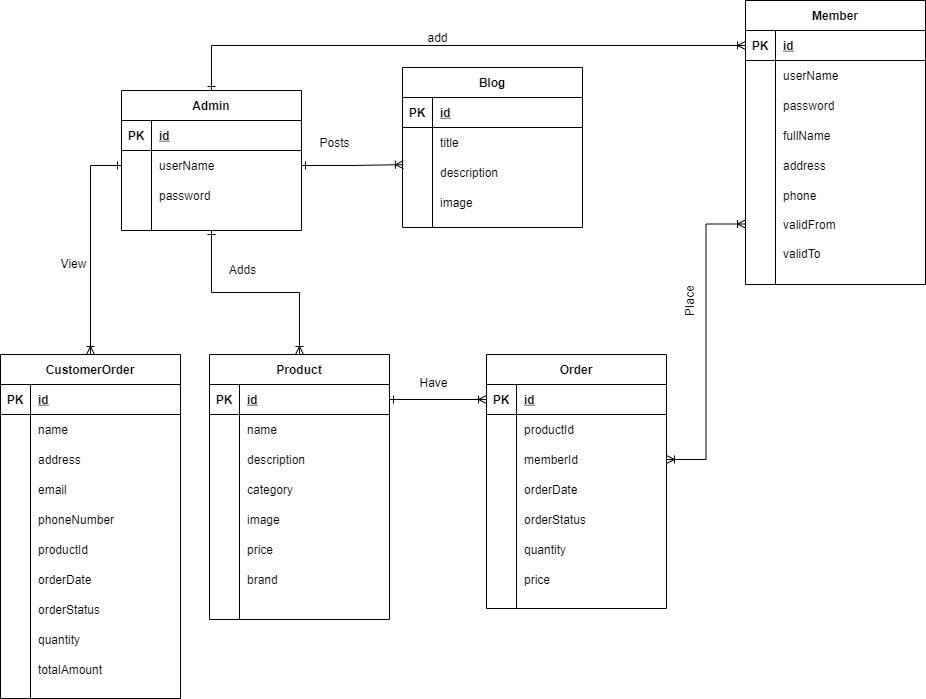 Member
PK id
userName
password
fullName
address
phone
validFrom
validTo
add
Admin
PK id
userName
password
Posts
Blog
PK id
title
description
image
View
Adds
Place
CustomerOrder
PK id
name
address
email
phoneNumber
productId
orderDate
orderStatus
quantity
totalAmount
Product
PK id
name
description
category
image
price
brand
Have
Order
PK id
productId
memberId
orderDate
orderStatus
quantity
price